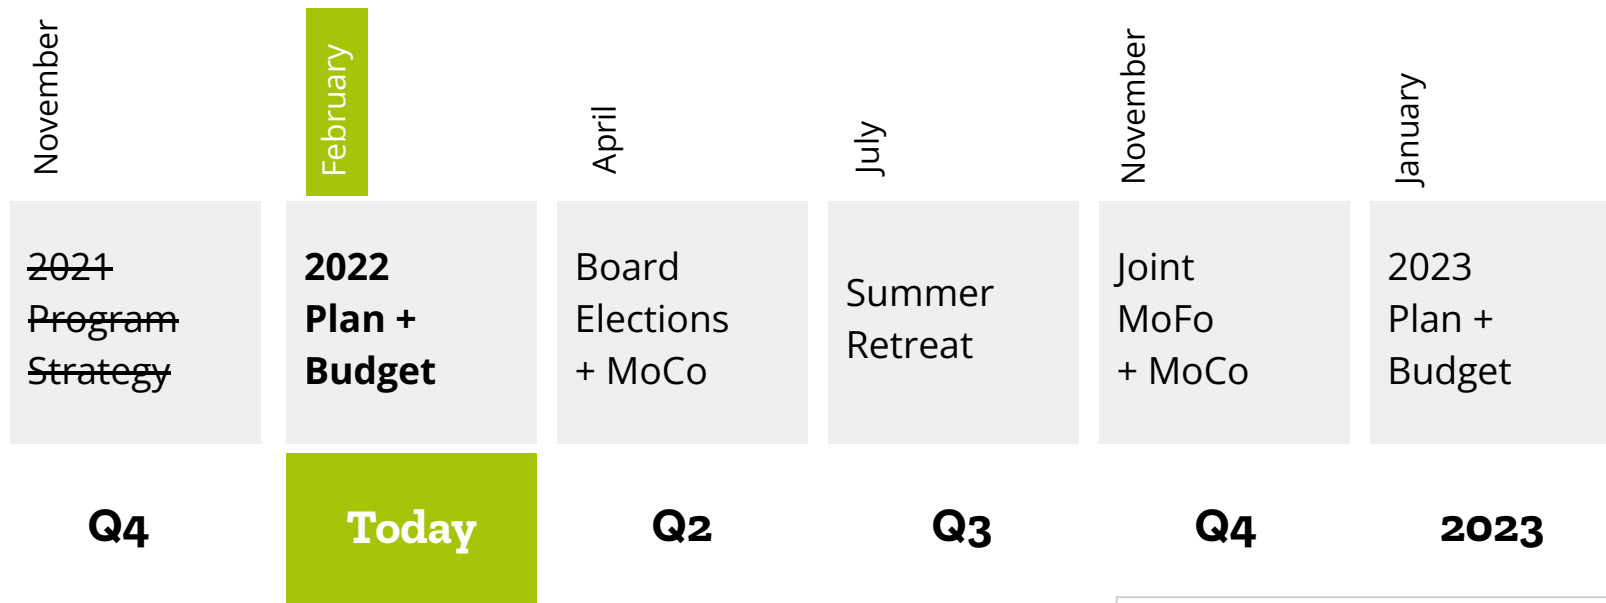 November
February
April
July
November
January
2021
Program
Strategy
2022
Plan +
Budget
Board
Elections
+ MoCo
Summer
Retreat
Joint
MoFo
+ MoCo
2023
Plan +
Budget
Q4
Today
Q2
Q3
Q4
2023